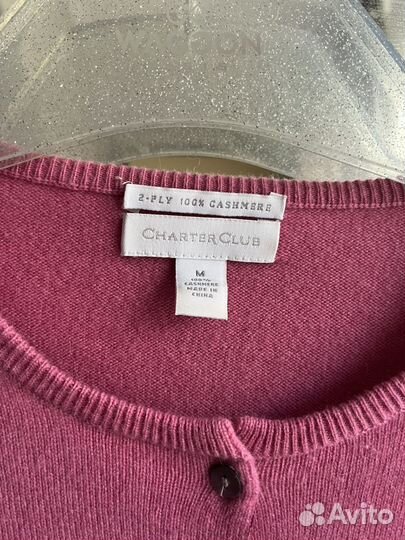 2-PLY 100% CASHMERE
CHARTER CLUB
M
100%
CASHMERE
MADE IN
CHINA
Avito